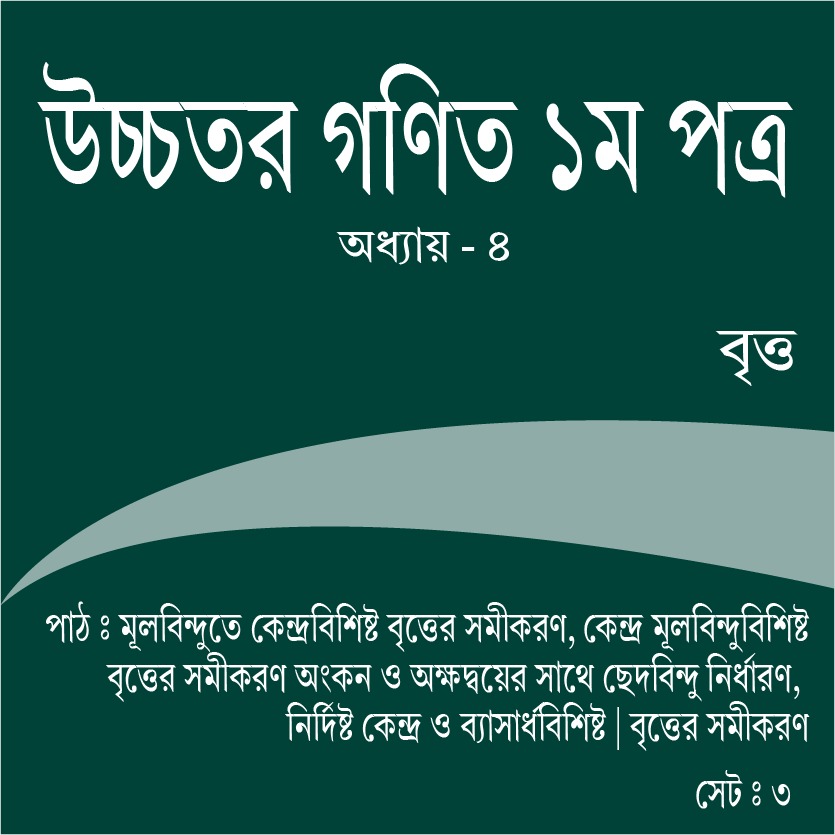 উচ্চতর গণিত ১ম পত্র
অধ্যায় - ৪
বৃত্ত
পাঠ ঃ মূলবিন্দুতে কেন্দ্রবিশিষ্ট বৃত্তের সমীকরণ, কেন্দ্র মূলবিন্দুবিশিষ্ট
বৃত্তের সমীকরণ অংকন ও অক্ষদ্বয়ের সাথে ছেদবিন্দু নির্ধারণ,
নির্দিষ্ট কেন্দ্র ও ব্যাসার্ধবিশিষ্ট | বৃত্তের সমীকরণ
সেট ঃ ৩